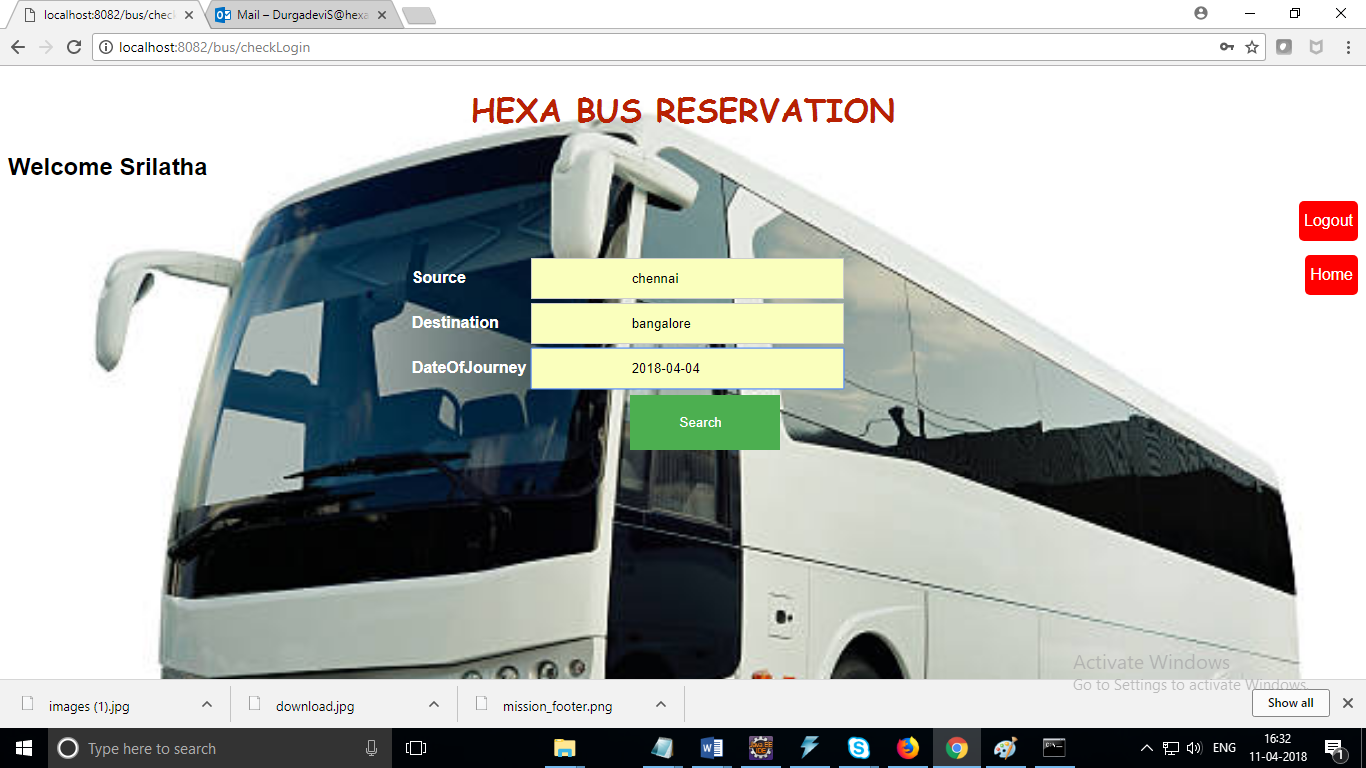 localhost:8082/bus/chec
Mail – DurgadeviS@hexa
localhost:8082/bus/checkLogin
HEXA BUS RESERVATION
Welcome Srilatha
Logout
Home
Source chennai
Destination bangalore
DateOfJourney 2018-04-04
Search
Activate Windows
Go to Settings to activate Windows.
images (1).jpg
download.jpg
mission_footer.png
Show all
Type here to search
ENG
16:32
11-04-2018
1